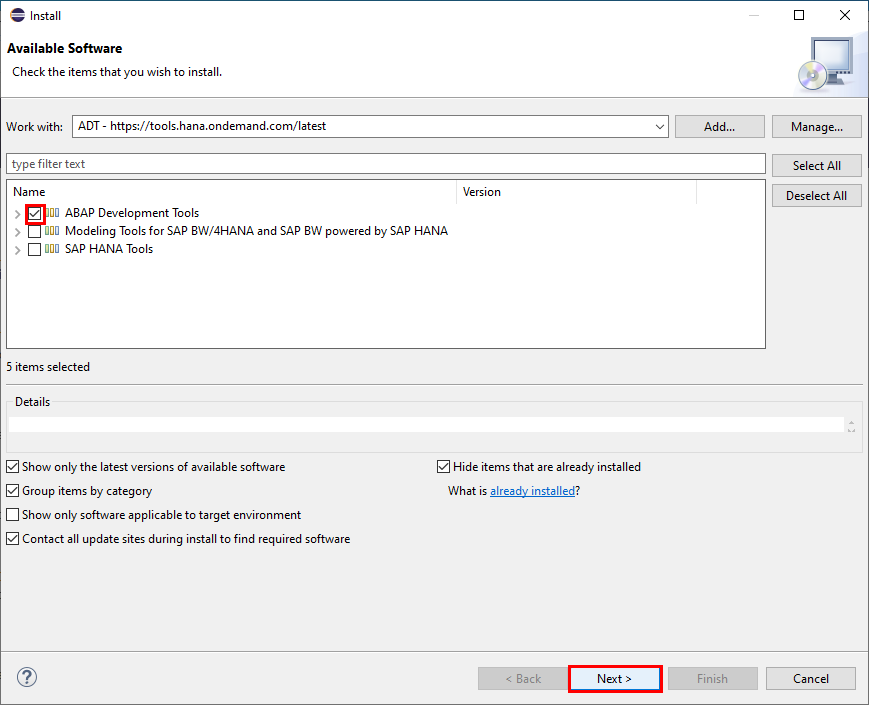 Install
Available Software
Check the items that you wish to install.
Work with: ADT - https://tools.hana.ondemand.com/latest Add... Manage...
type filter text Select All
Name Version Deselect All
ABAP Development Tools
Modeling Tools for SAP BW/4HANA and SAP BW powered by SAP HANA
SAP HANA Tools
5 items selected
Details
Show only the latest versions of available software Hide items that are already installed
Group items by category What is already installed?
Show only software applicable to target environment
Contact all update sites during install to find required software
? < Back Next > Finish Cancel